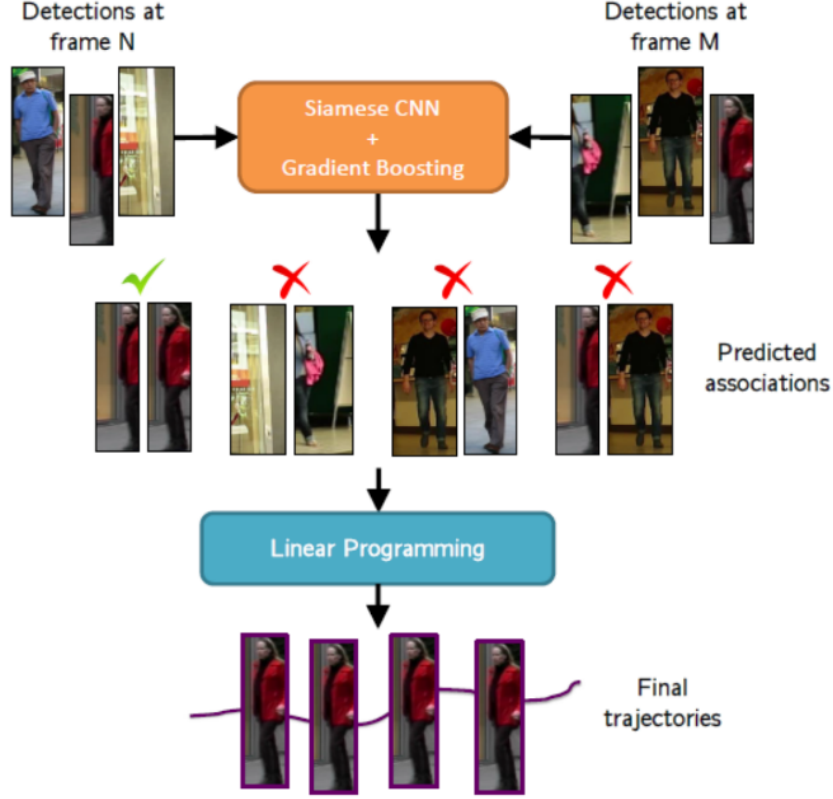 Detections at
frame N
Detections at
frame M
Siamese CNN
+
Gradient Boosting
Predicted
associations
Linear Programming
Final
trajectories